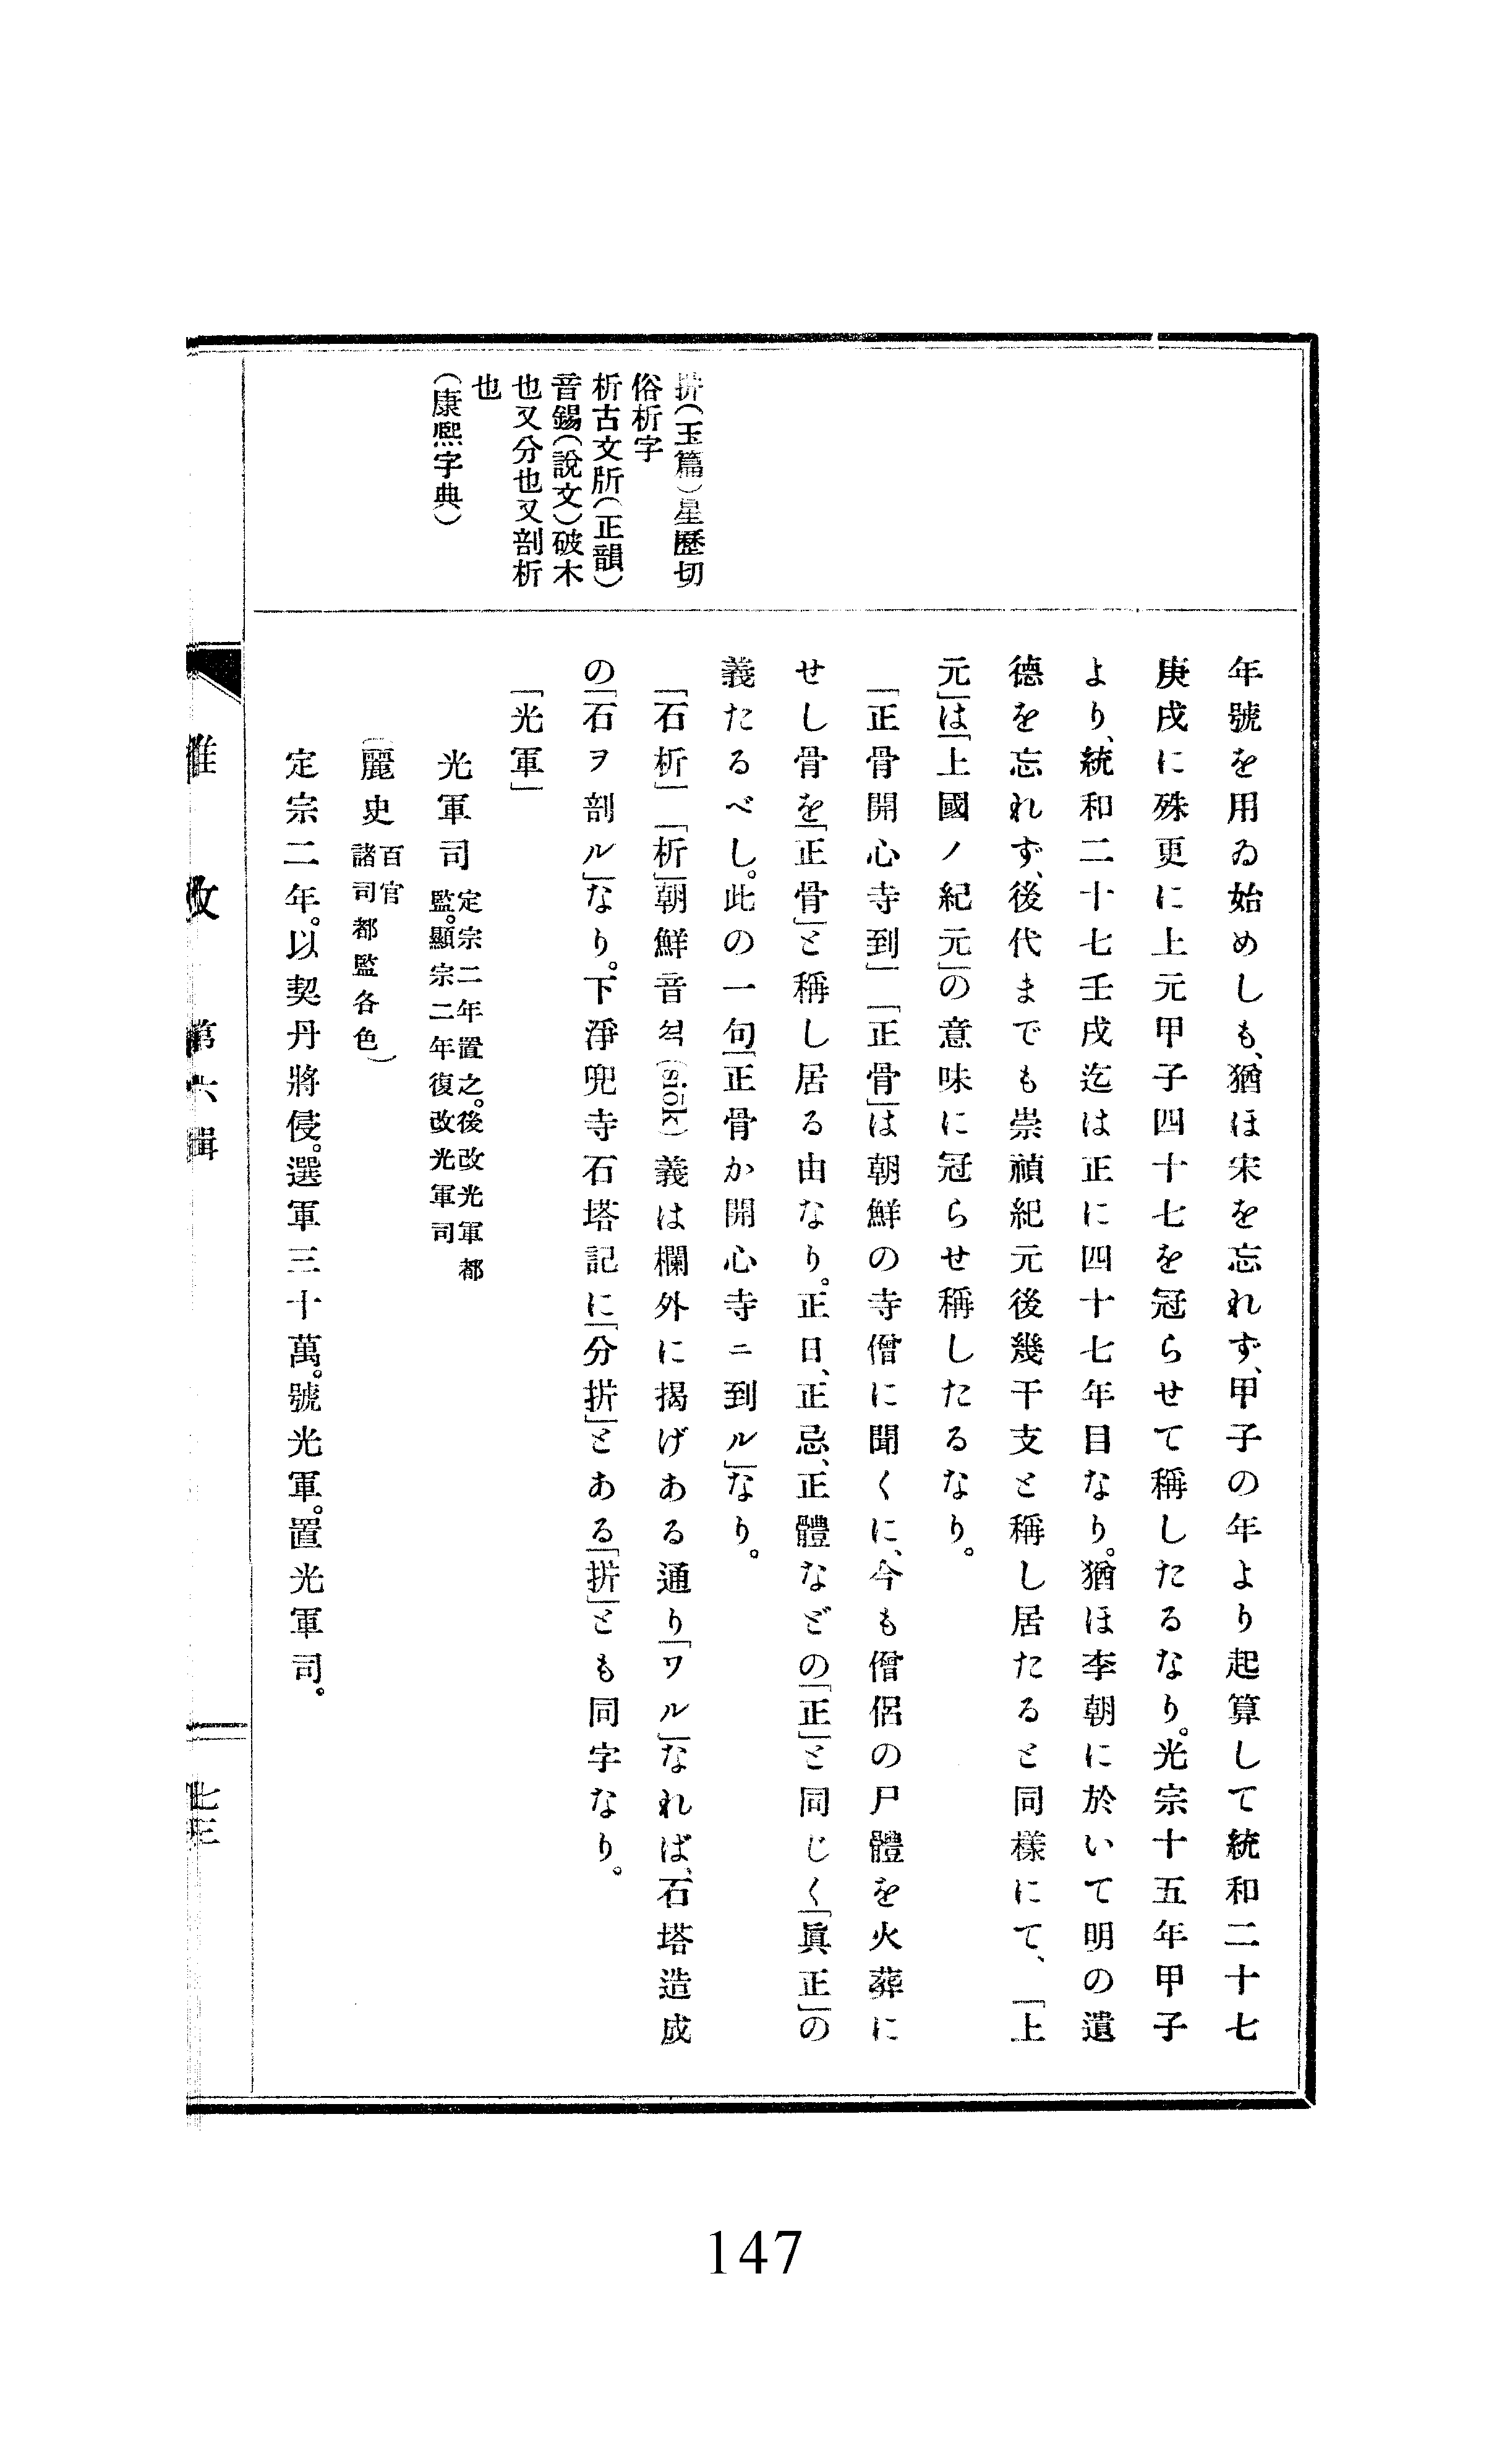 拼(玉篇)星歷切
俗析字
析古文㫁(正韻)
音錫(說文)破木
也又分也又剖析
也
(康熙字典)
年號を用ゐ始めしも、猶ほ宋を忘れず、甲子の年より起算して統和二十七
庚戌に殊更に上元甲子四十七を冠らせて稱したるなり。光宗十五年甲子
より、統和二十七壬戌迄は正に四十七年目なり。猶ほ李朝に於いて明の遺
德を忘れず、後代までも崇禎紀元後幾干支と稱し居たると同樣にて、「上
元」は「上國ノ紀元」の意味に冠らせ稱したるなり。
「正骨開心寺到」「正骨」は朝鮮の寺僧に聞くに、今も僧侶の尸體を火葬に
せし骨を「正骨」と稱し居る由なり。正日、正忌、正體などの「正」と同じく「眞正」の
義たるべし。此の一句「正骨か開心寺ニ到ル」なり。
「石析」「析」朝鮮音석(siŏk)義は欄外に揭げある通り「ワル」なれば、石塔造成
の「石ヲ剖ル」なり。下淨兜寺石塔記に「分拼」とある「拼」とも同字なり。
「光軍」
光軍司 定宗二年置之。後改光軍都
監。顯宗二年復改光軍司
(麗史 百官
諸司都監各色)
定宗二年。以契丹將侵。選軍三十萬。號光軍。置光軍司。
雜攷 第六輯
七三
147